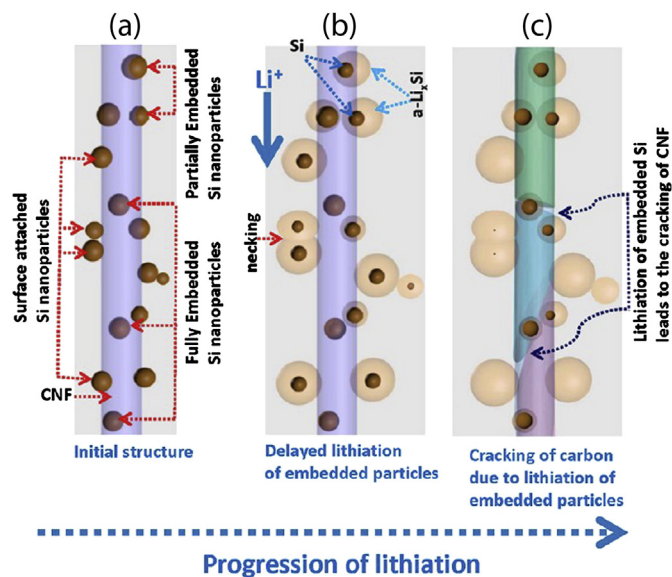 (a)
(b)
(c)
Partially Embedded
Si nanoparticles
Surface attached
Si nanoparticles
Fully Embedded
Si nanoparticles
CNF
Initial structure
Si
Li⁺
a-LiₓSi
necking
Delayed lithiation
of embedded particles
Lithiation of embedded Si
leads to the cracking of CNF
Cracking of carbon
due to lithiation of
embedded particles
Progression of lithiation